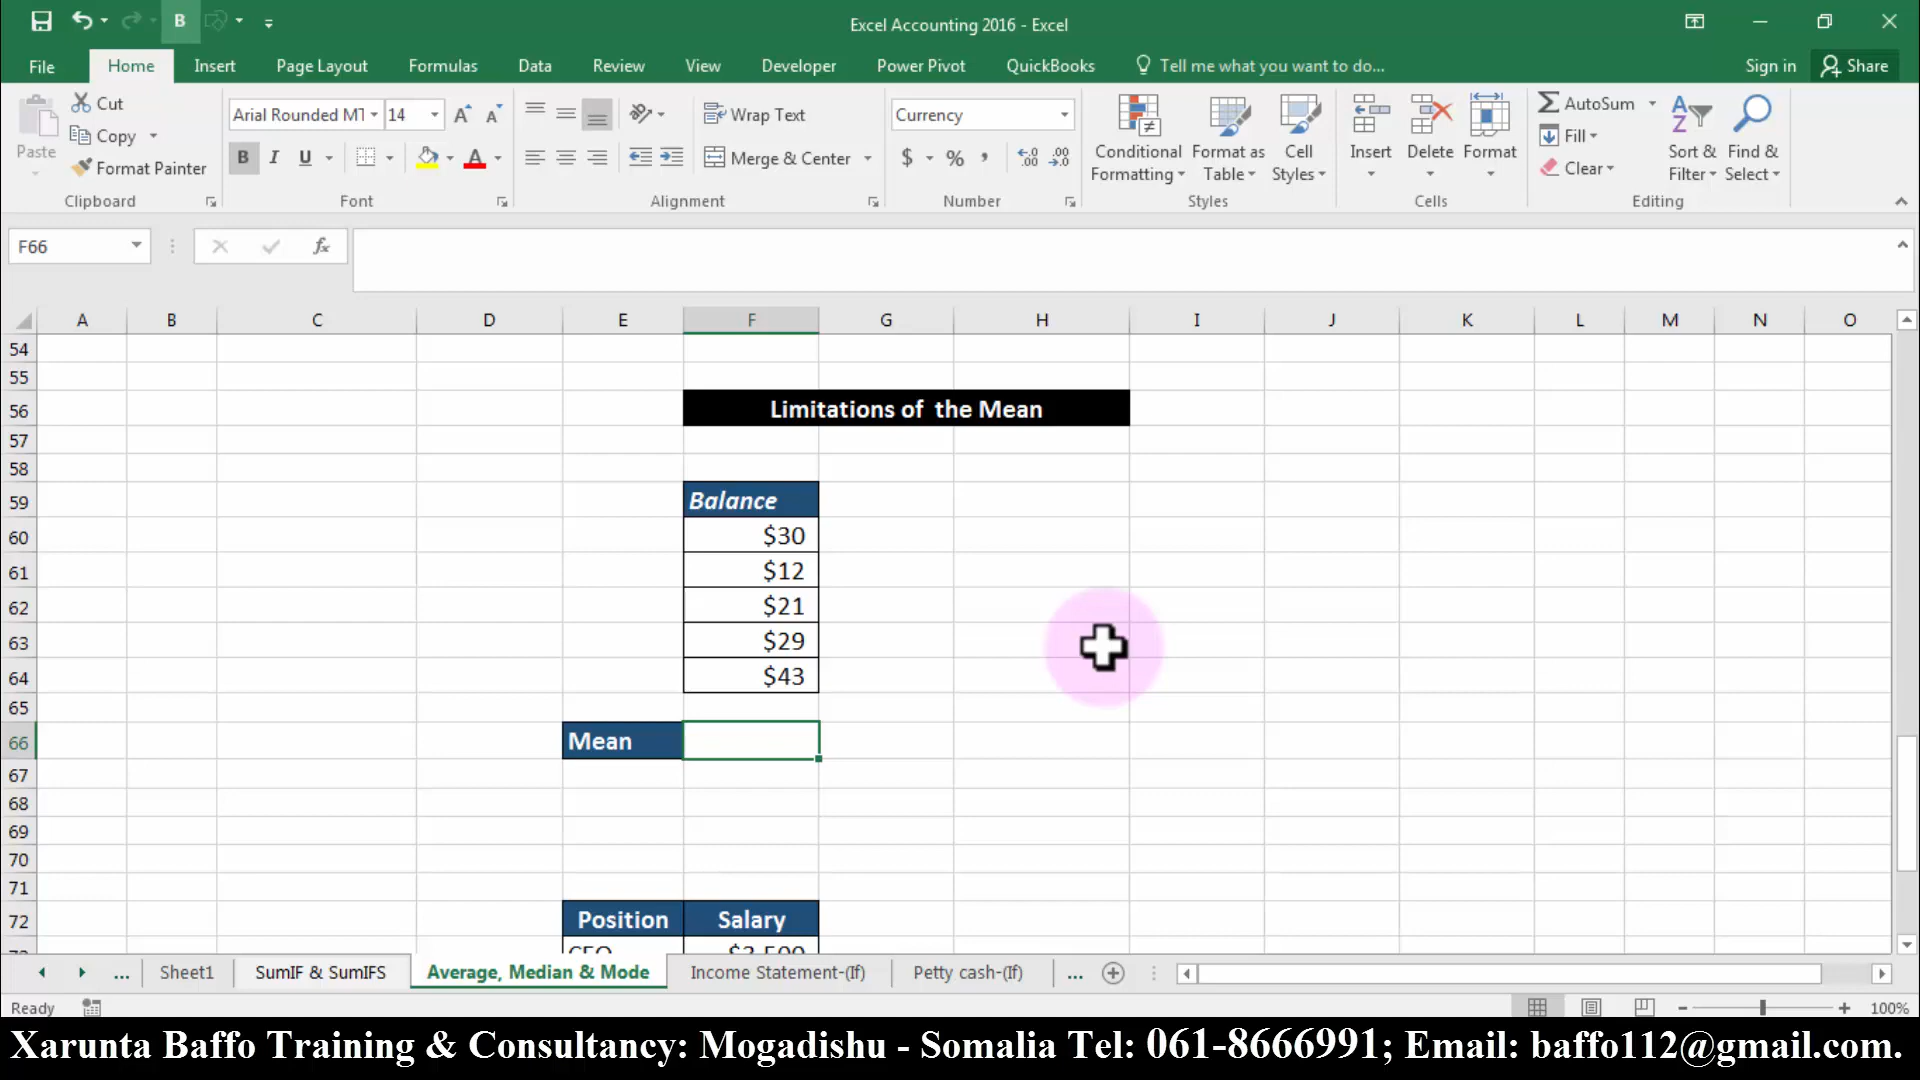 B
Excel Accounting 2016 - Excel
File Home Insert Page Layout Formulas Data Review View Developer Power Pivot QuickBooks Tell me what you want to do... Sign in Share
Paste Cut Copy Format Painter
Clipboard
Arial Rounded MT 14 A A
B I U A
Font
Wrap Text
Merge & Center
Alignment
Currency
$ % , .00 .0 .00 .0
Number
Conditional Formatting Format as Table Cell Styles
Styles
Insert Delete Format
Cells
AutoSum Fill Clear Sort & Filter Find & Select
Editing
F66 fx
A B C D E F G H I J K L M N O
54
55
56 Limitations of the Mean
57
58
59 Balance
60 $30
61 $12
62 $21
63 $29
64 $43
65
66 Mean
67
68
69
70
71
72 Position Salary
... Sheet1 SumIF & SumIFS Average, Median & Mode Income Statement-(If) Petty cash-(If) ...
Ready 100%
Xarunta Baffo Training & Consultancy: Mogadishu - Somalia Tel: 061-8666991; Email: baffo112@gmail.com.